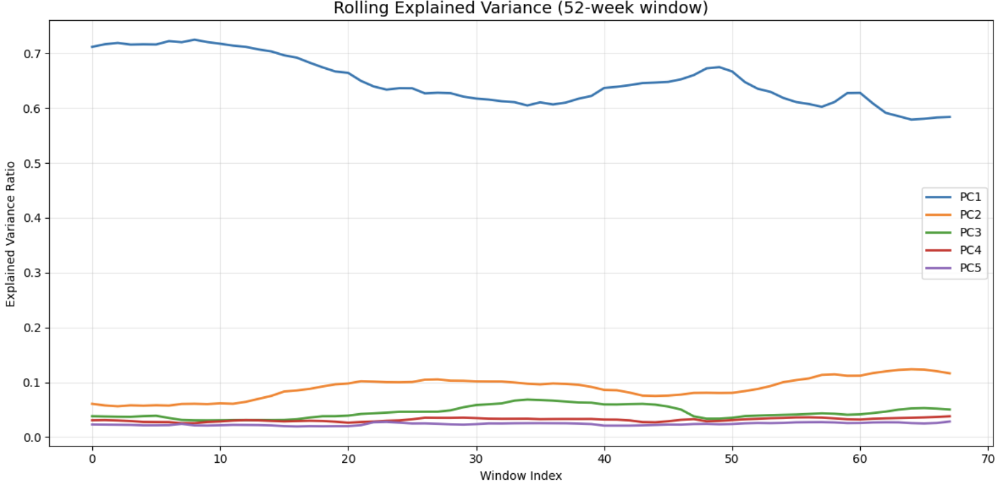 Rolling Explained Variance (52-week window)
Explained Variance Ratio
0.7
0.6
0.5
0.4
0.3
0.2
0.1
0.0
PC1
PC2
PC3
PC4
PC5
0 10 20 30 40 50 60 70
Window Index